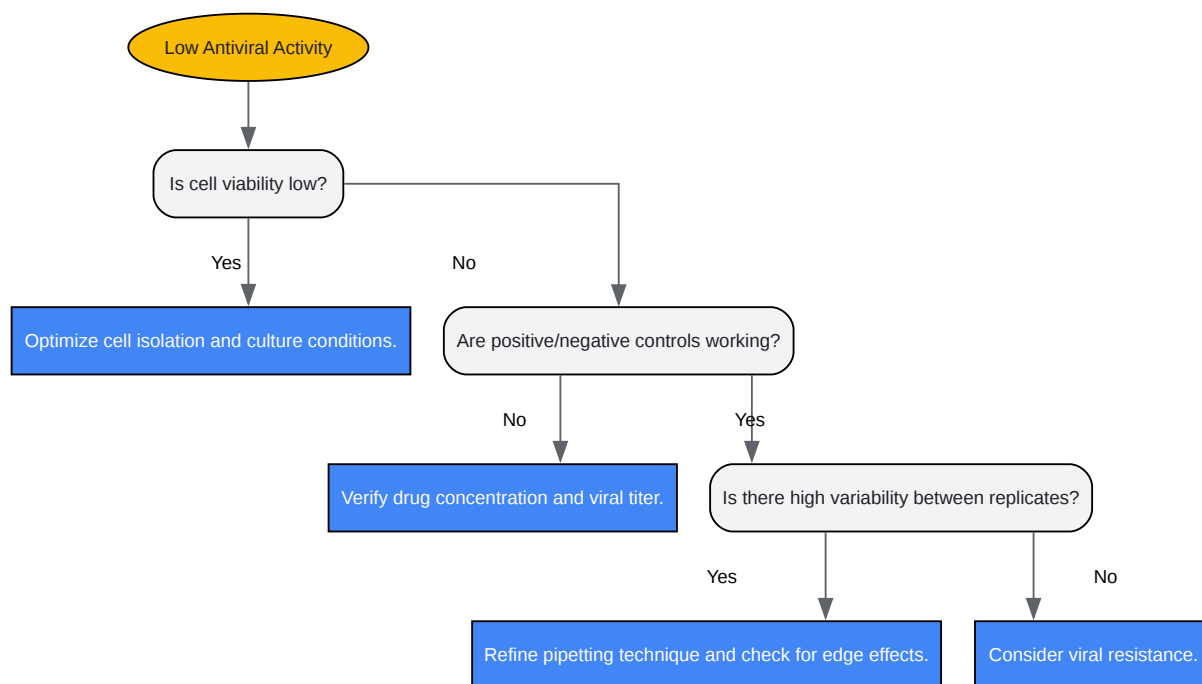 Low Antiviral Activity
Is cell viability low?
Yes
No
Optimize cell isolation and culture conditions.
Are positive/negative controls working?
No
Yes
Verify drug concentration and viral titer.
Is there high variability between replicates?
Yes
No
Refine pipetting technique and check for edge effects.
Consider viral resistance.